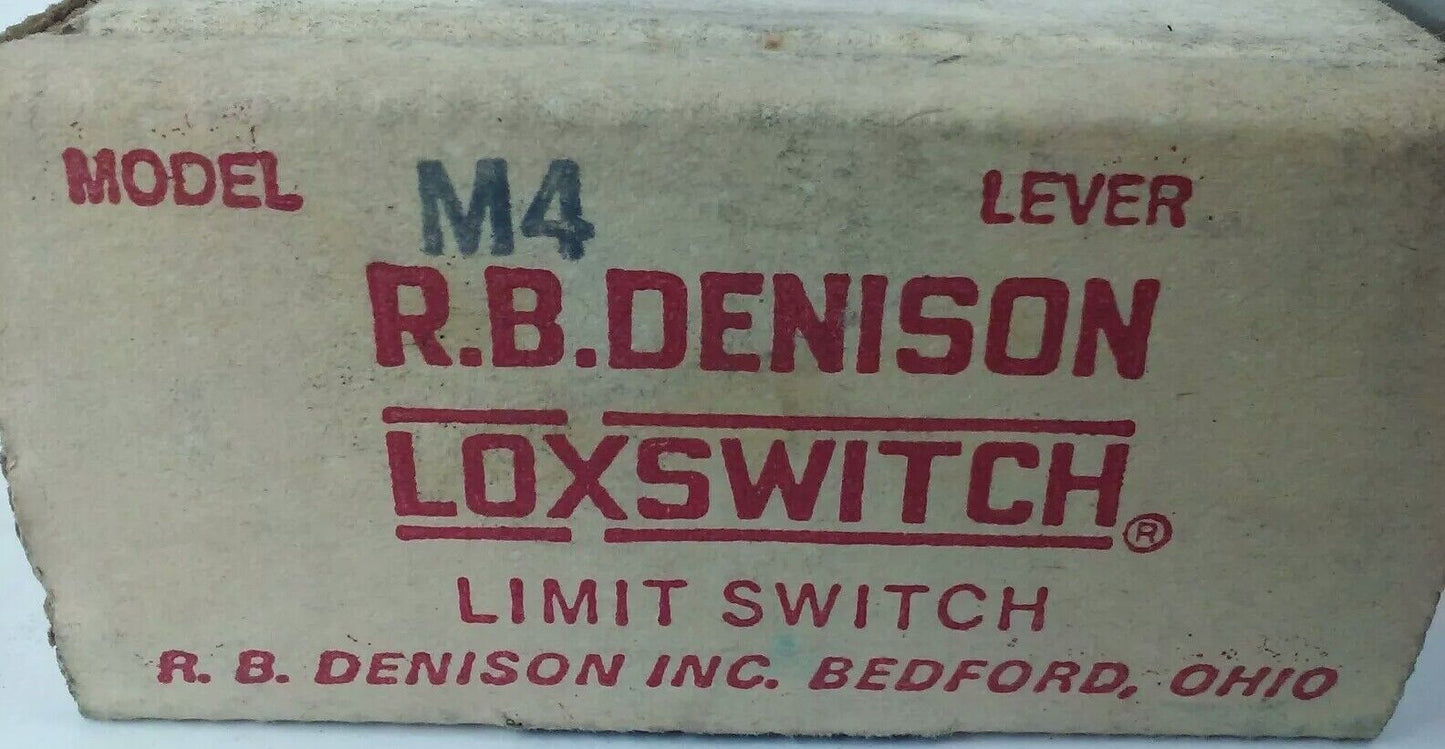 MODEL M4 LEVER
R.B.DENISON
LOXSWITCH®
LIMIT SWITCH
R. B. DENISON INC. BEDFORD, OHIO